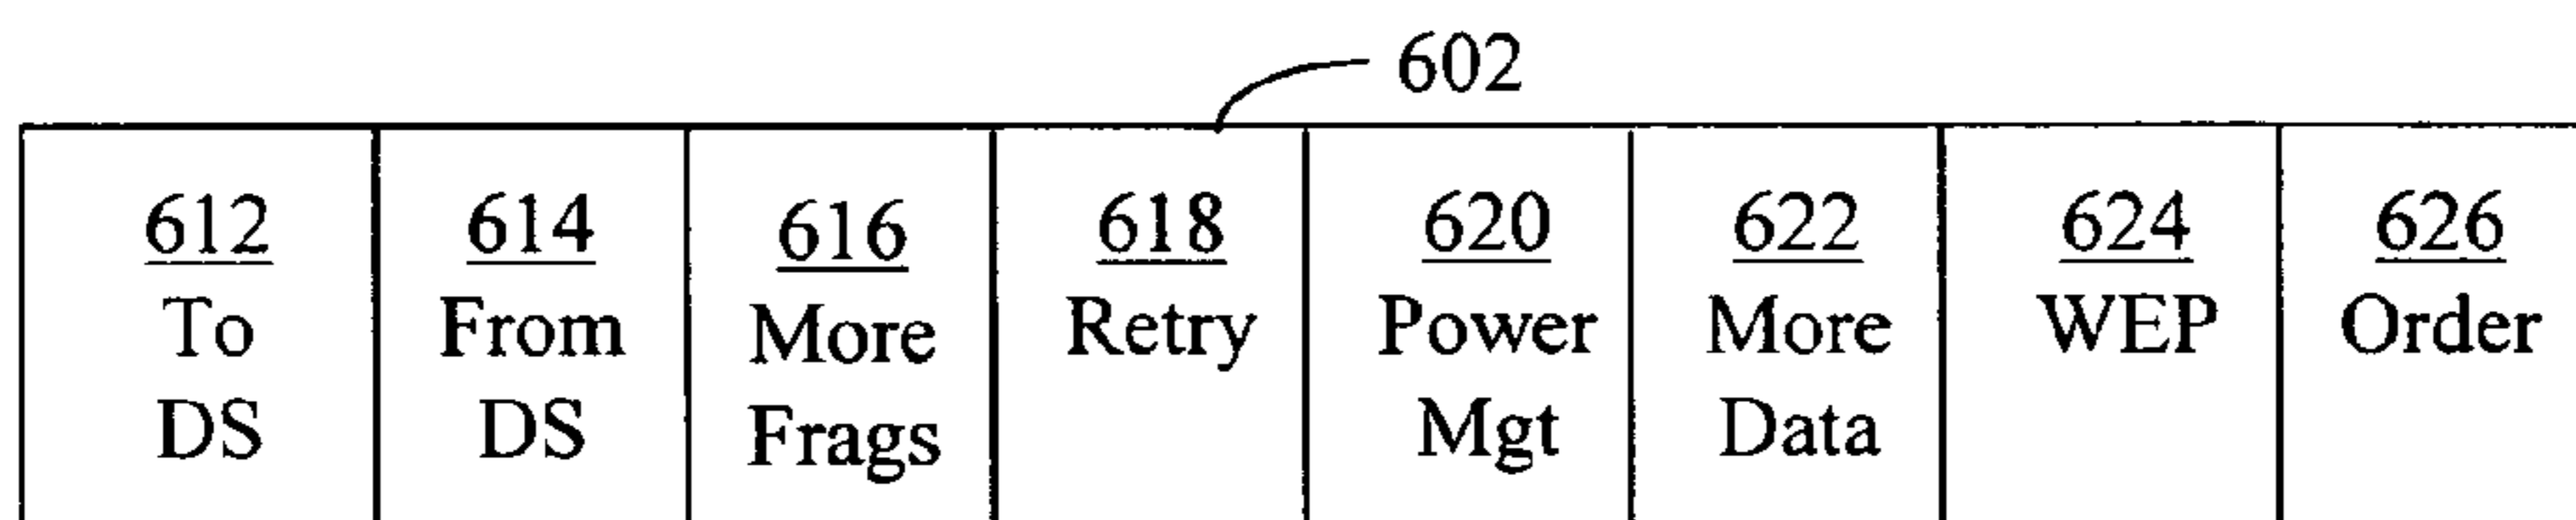 602
612 614 616 618 620 622 624 626
To From More Retry Power More WEP Order
DS DS Frags Mgt Data